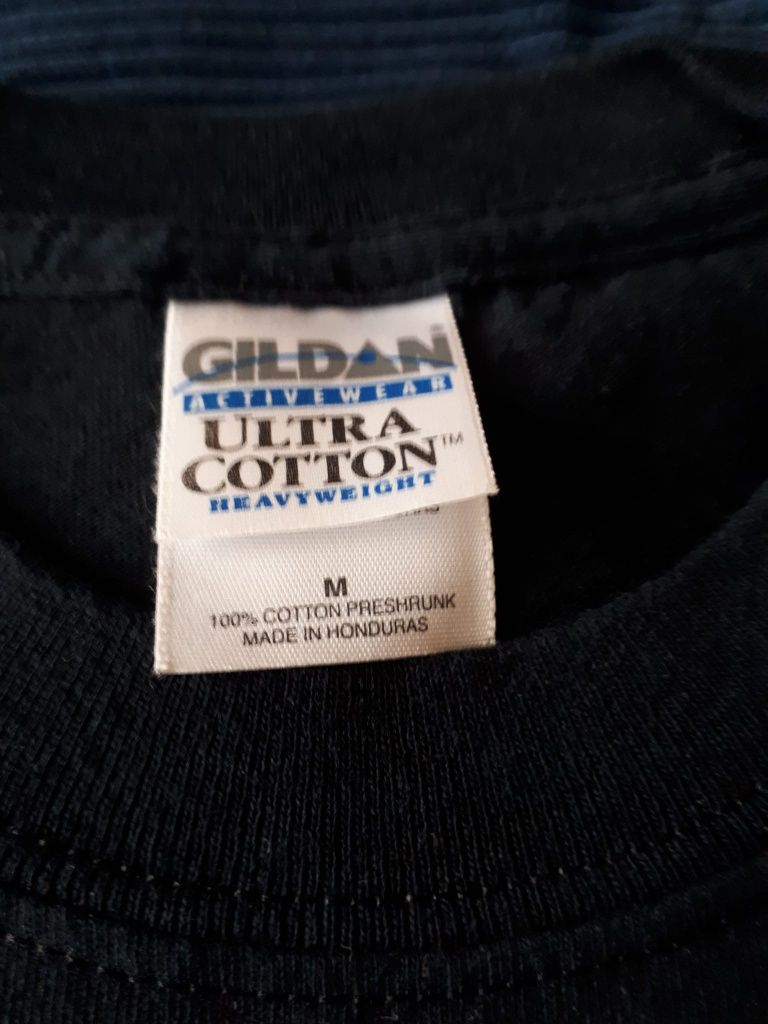 GILDAN®
ACTIVEWEAR
ULTRA
COTTON™
HEAVYWEIGHT
M
100% COTTON PRESHRUNK
MADE IN HONDURAS